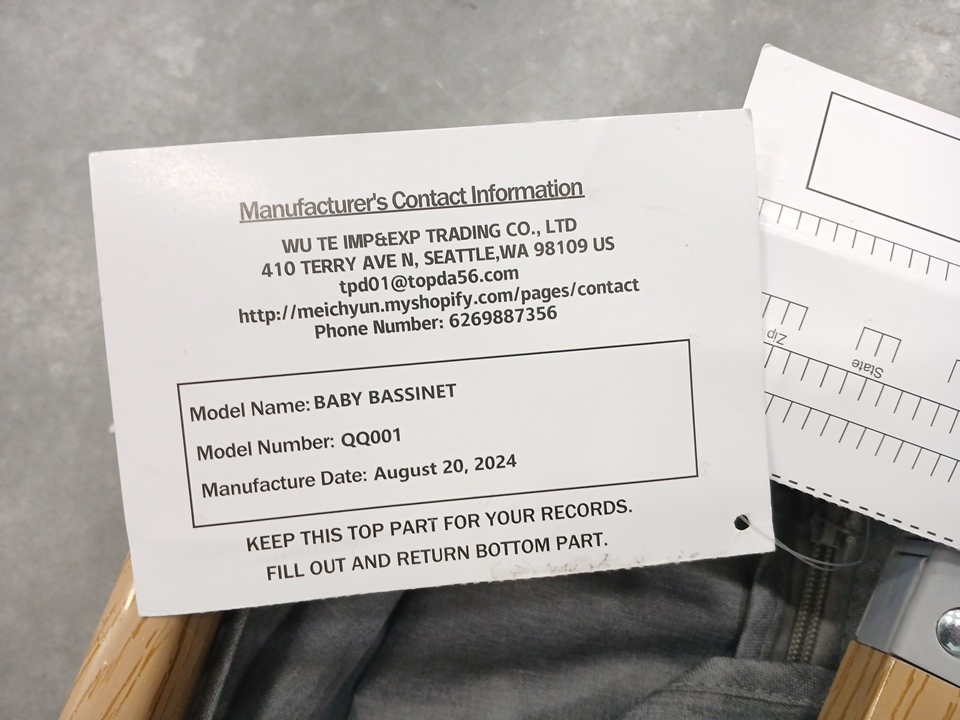 Manufacturer's Contact Information
WU TE IMP&EXP TRADING CO., LTD
410 TERRY AVE N, SEATTLE,WA 98109 US
tpd01@topda56.com
http://meichyun.myshopify.com/pages/contact
Phone Number: 6269887356
Model Name: BABY BASSINET
Model Number: QQ001
Manufacture Date: August 20, 2024
KEEP THIS TOP PART FOR YOUR RECORDS.
FILL OUT AND RETURN BOTTOM PART.
Zip
State